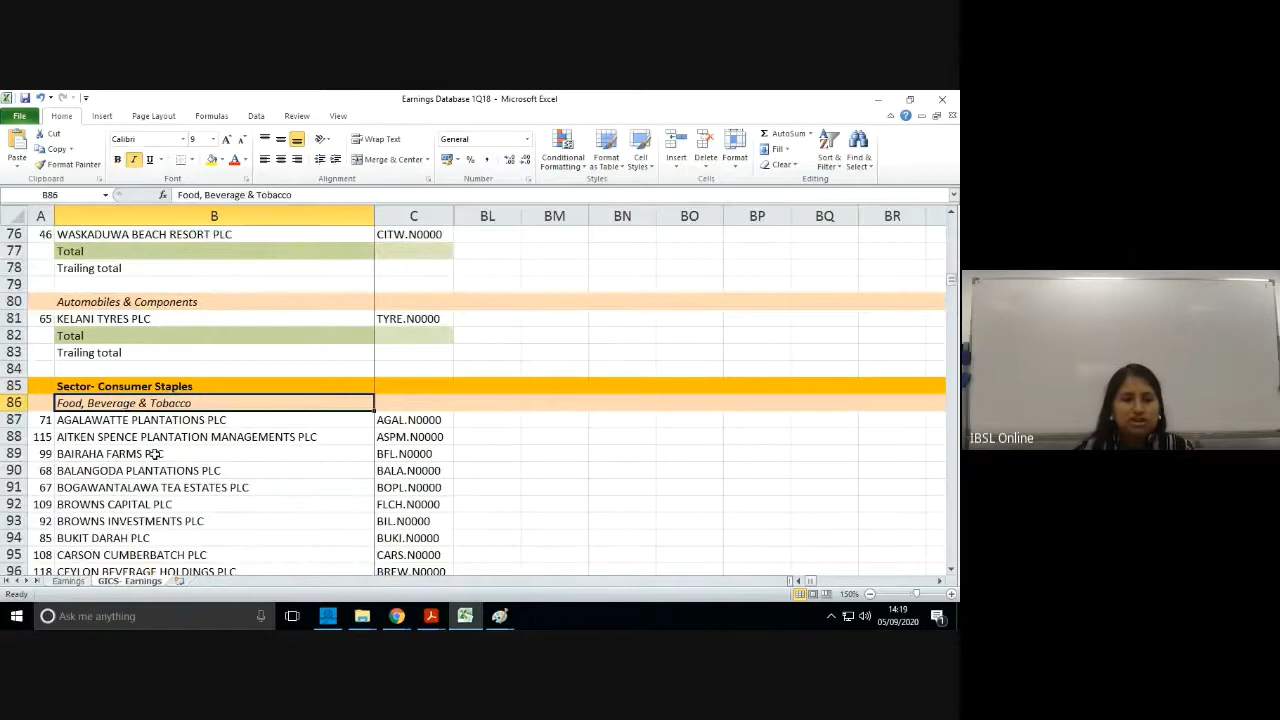 Earnings Database 1Q18 - Microsoft Excel
File Home Insert Page Layout Formulas Data Review View
Paste
Cut
Copy
Format Painter
Clipboard
Calibri 9
B I U
Font
Wrap Text
Merge & Center
Alignment
General
Number
Conditional Formatting
Format as Table
Cell Styles
Styles
Insert Delete Format
Cells
AutoSum
Fill
Clear
Sort & Filter
Find & Select
Editing
B86 fx Food, Beverage & Tobacco
A B C BL BM BN BO BP BQ BR
76 46 WASKADUWA BEACH RESORT PLC CITW.N0000
77 Total
78 Trailing total
79
80 Automobiles & Components
81 65 KELANI TYRES PLC TYRE.N0000
82 Total
83 Trailing total
84
85 Sector- Consumer Staples
86 Food, Beverage & Tobacco
87 71 AGALAWATTE PLANTATIONS PLC AGAL.N0000
88 115 AITKEN SPENCE PLANTATION MANAGEMENTS PLC ASPM.N0000
89 99 BAIRAHA FARMS PLC BFL.N0000
90 68 BALANGODA PLANTATIONS PLC BALA.N0000
91 67 BOGAWANTALAWA TEA ESTATES PLC BOPL.N0000
92 109 BROWNS CAPITAL PLC FLCH.N0000
93 92 BROWNS INVESTMENTS PLC BIL.N0000
94 85 BUKIT DARAH PLC BUKI.N0000
95 108 CARSON CUMBERBATCH PLC CARS.N0000
96 118 CEYLON BEVERAGE HOLDINGS PLC BREW.N0000
Earnings GICS- Earnings
Ready 150%
Ask me anything
14:19
05/09/2020
IBSL Online